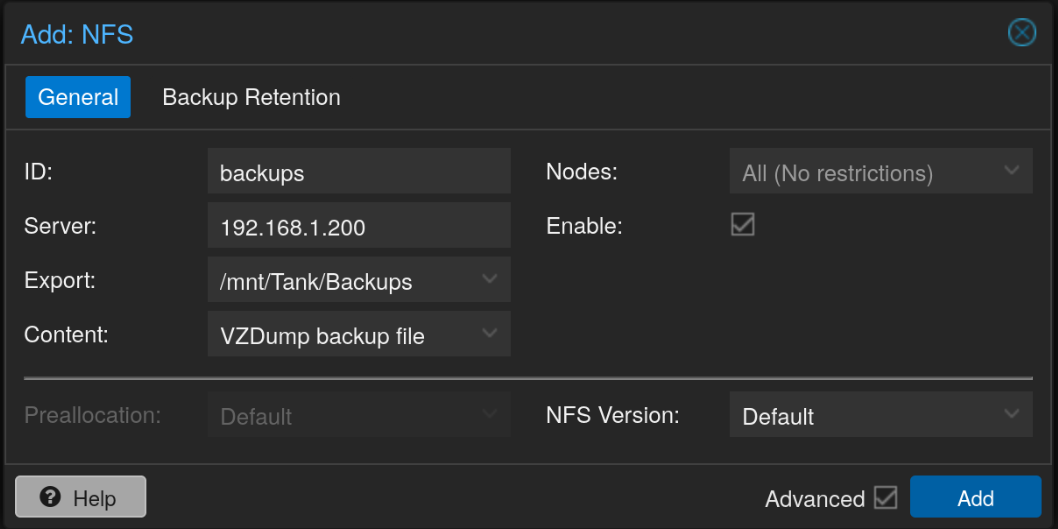 Add: NFS
General Backup Retention
ID: backups Nodes: All (No restrictions)
Server: 192.168.1.200 Enable:
Export: /mnt/Tank/Backups
Content: VZDump backup file
Preallocation: Default NFS Version: Default
Help Advanced Add